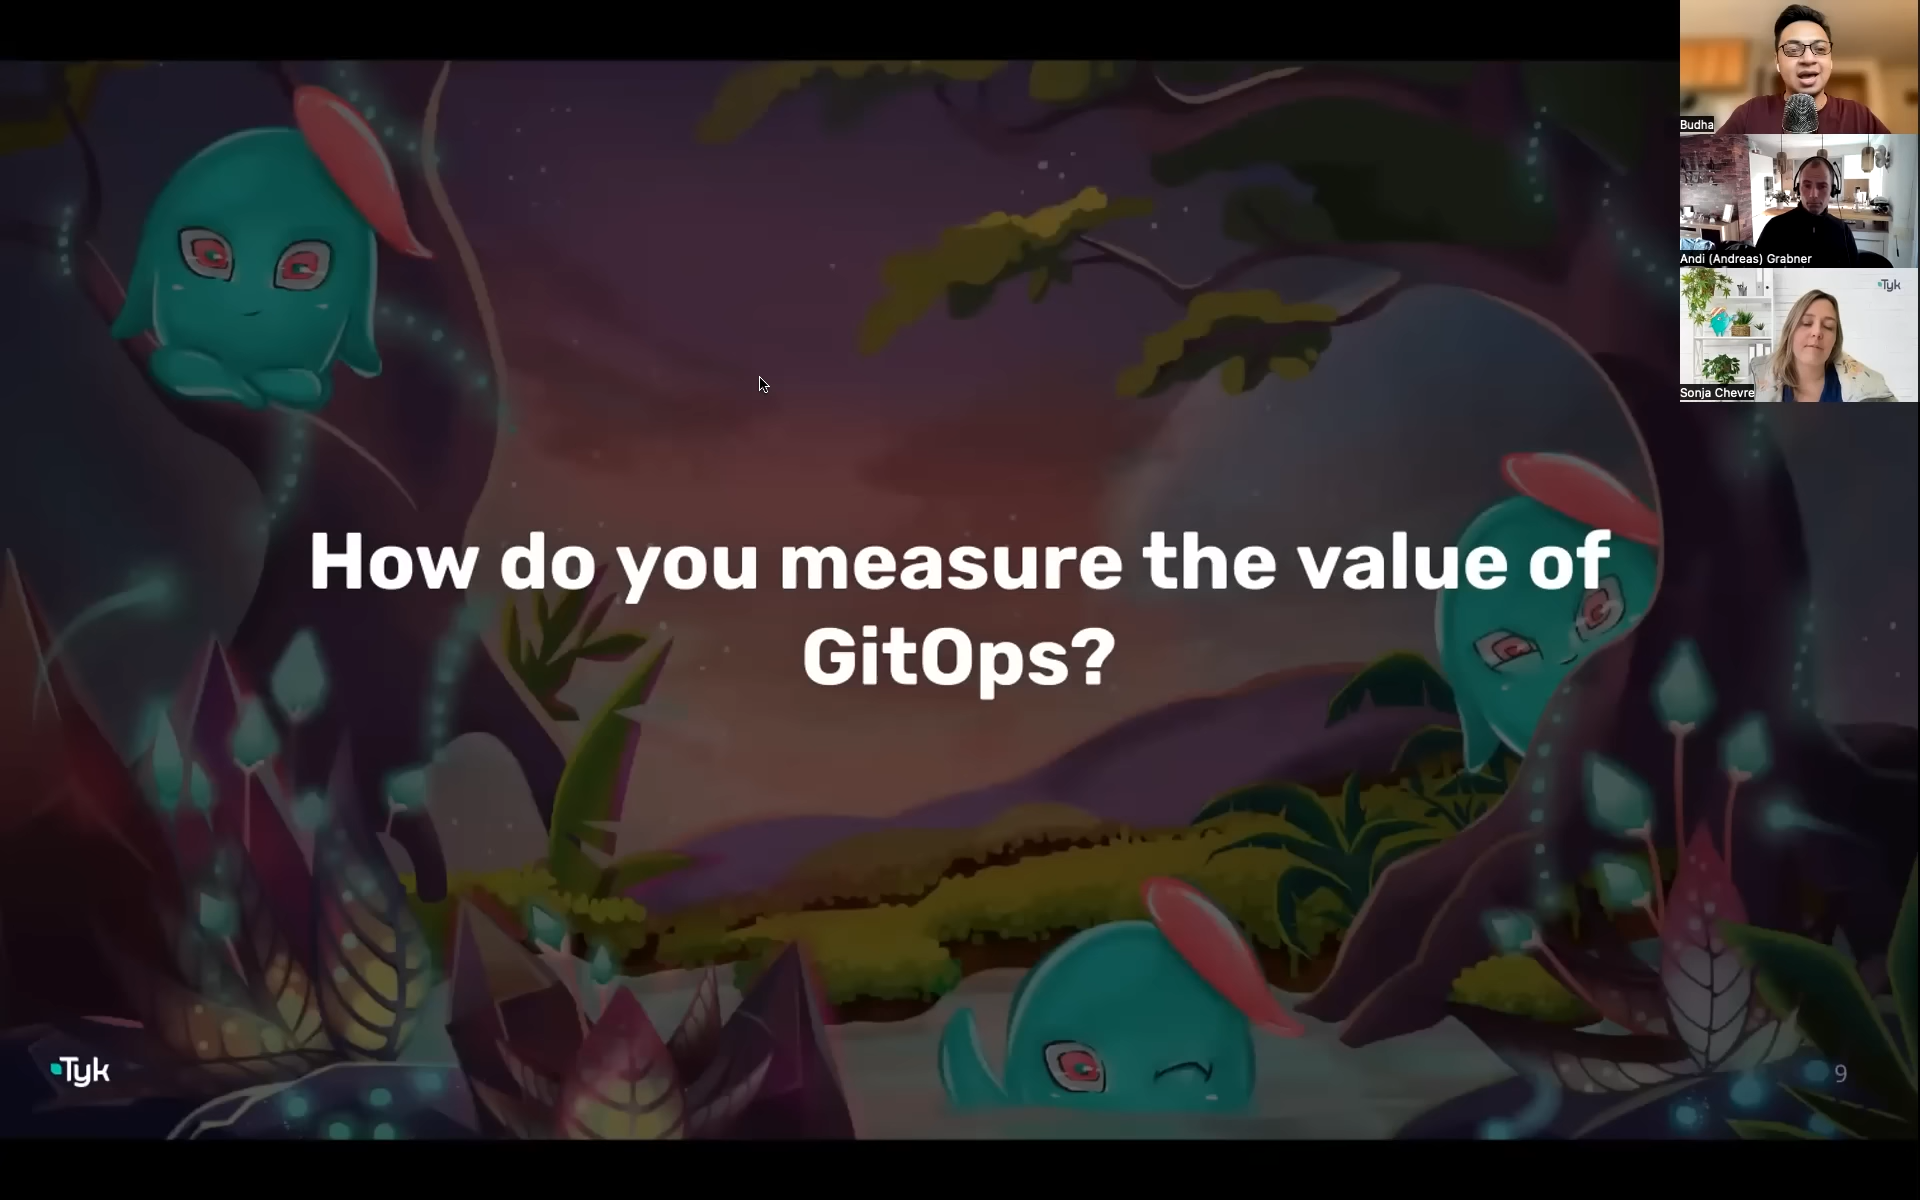 Budha
Andi (Andreas) Grabner
Tyk
Sonja Chevre
How do you measure the value of
GitOps?
Tyk
9